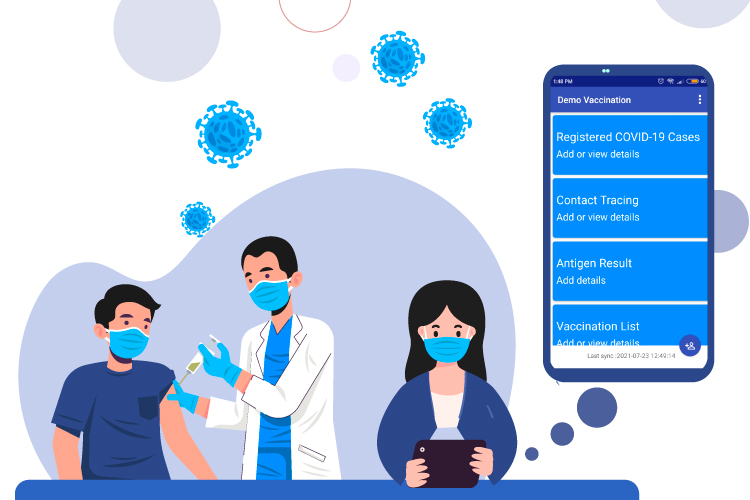 1:48 PM
60
Demo Vaccination
Registered COVID-19 Cases
Add or view details
Contact Tracing
Add or view details
Antigen Result
Add details
Vaccination List
Add or view details
Last sync :2021-07-23 12:49:14